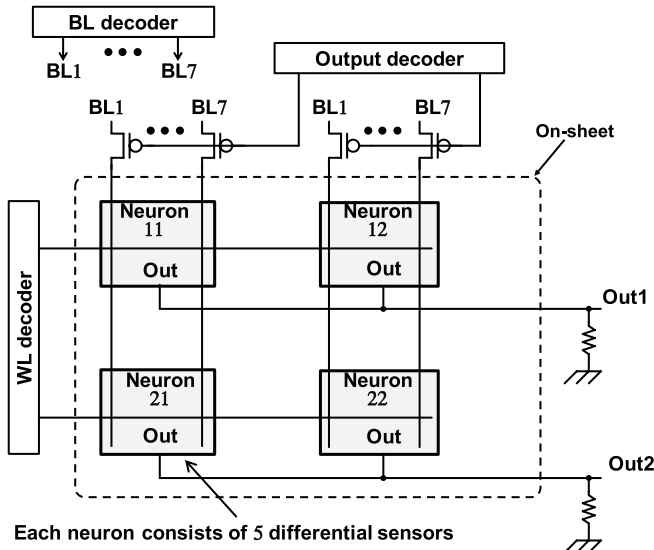 BL decoder
BL1 ••• BL7
Output decoder
BL1 ••• BL7
BL1 ••• BL7
On-sheet
WL decoder
Neuron
11
Out
Neuron
12
Out
Out1
Neuron
21
Out
Neuron
22
Out
Out2
Each neuron consists of 5 differential sensors